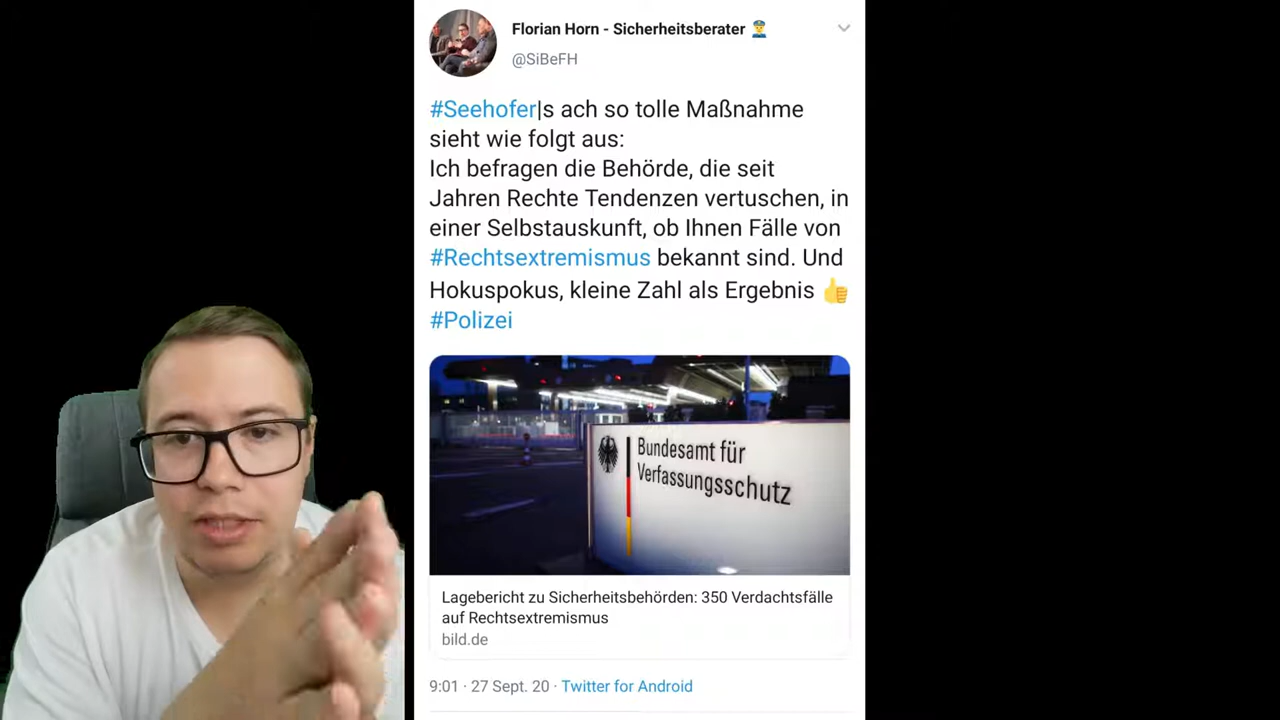 Florian Horn - Sicherheitsberater 👮
@SiBeFH
#Seehofer|s ach so tolle Maßnahme
sieht wie folgt aus:
Ich befragen die Behörde, die seit
Jahren Rechte Tendenzen vertuschen, in
einer Selbstauskunft, ob Ihnen Fälle von
#Rechtsextremismus bekannt sind. Und
Hokuspokus, kleine Zahl als Ergebnis 👍
#Polizei
Bundesamt für
Verfassungsschutz
Lagebericht zu Sicherheitsbehörden: 350 Verdachtsfälle
auf Rechtsextremismus
bild.de
9:01 · 27 Sept. 20 · Twitter for Android